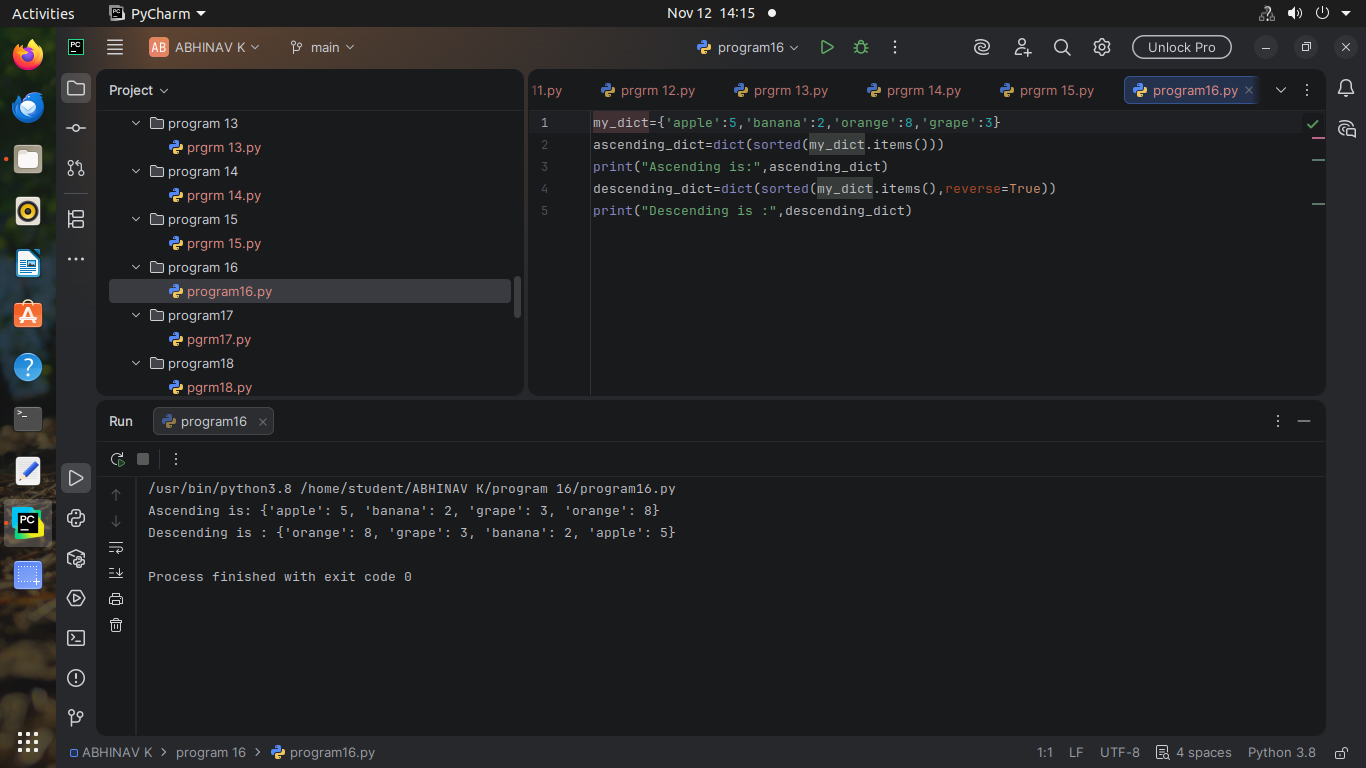 Activities PyCharm Nov 12 14:15
PC AB ABHINAV K main program16 Unlock Pro
Project
program 13
prgrm 13.py
program 14
prgrm 14.py
program 15
prgrm 15.py
program 16
program16.py
program17
pgrm17.py
program18
pgrm18.py
11.py prgrm 12.py prgrm 13.py prgrm 14.py prgrm 15.py program16.py
1 my_dict={'apple':5,'banana':2,'orange':8,'grape':3}
2 ascending_dict=dict(sorted(my_dict.items()))
3 print("Ascending is:",ascending_dict)
4 descending_dict=dict(sorted(my_dict.items(),reverse=True))
5 print("Descending is :",descending_dict)
Run program16
/usr/bin/python3.8 /home/student/ABHINAV K/program 16/program16.py
Ascending is: {'apple': 5, 'banana': 2, 'grape': 3, 'orange': 8}
Descending is : {'orange': 8, 'grape': 3, 'banana': 2, 'apple': 5}
Process finished with exit code 0
PC
ABHINAV K > program 16 > program16.py 1:1 LF UTF-8 4 spaces Python 3.8